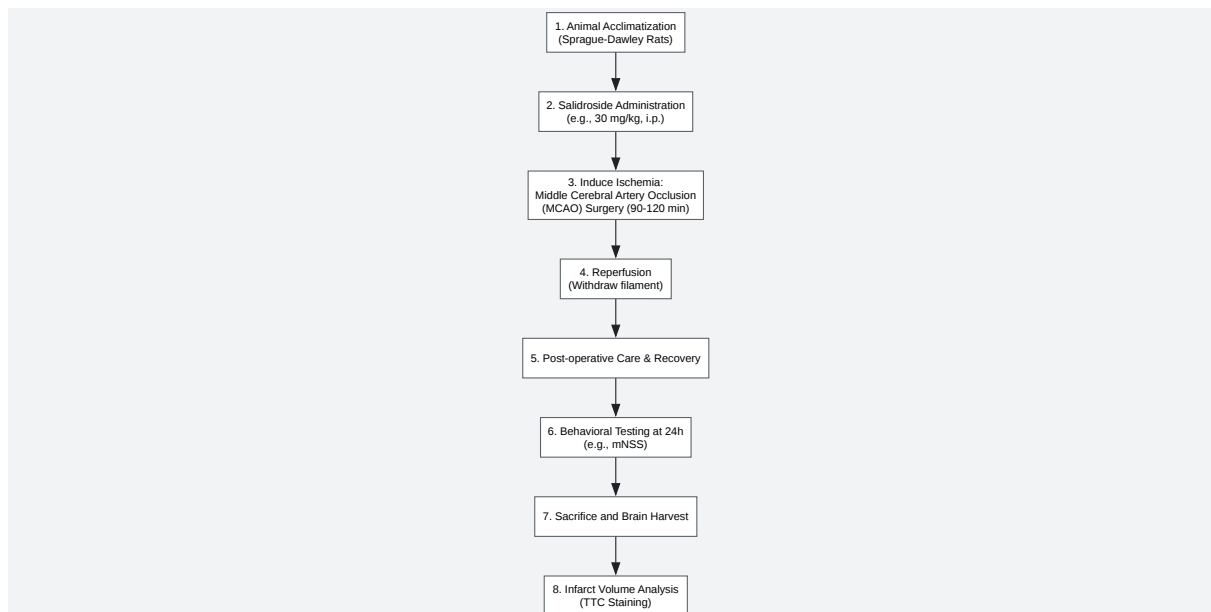 1. Animal Acclimatization
(Sprague-Dawley Rats)
2. Salidroside Administration
(e.g., 30 mg/kg, i.p.)
3. Induce Ischemia:
Middle Cerebral Artery Occlusion
(MCAO) Surgery (90-120 min)
4. Reperfusion
(Withdraw filament)
5. Post-operative Care & Recovery
6. Behavioral Testing at 24h
(e.g., mNSS)
7. Sacrifice and Brain Harvest
8. Infarct Volume Analysis
(TTC Staining)